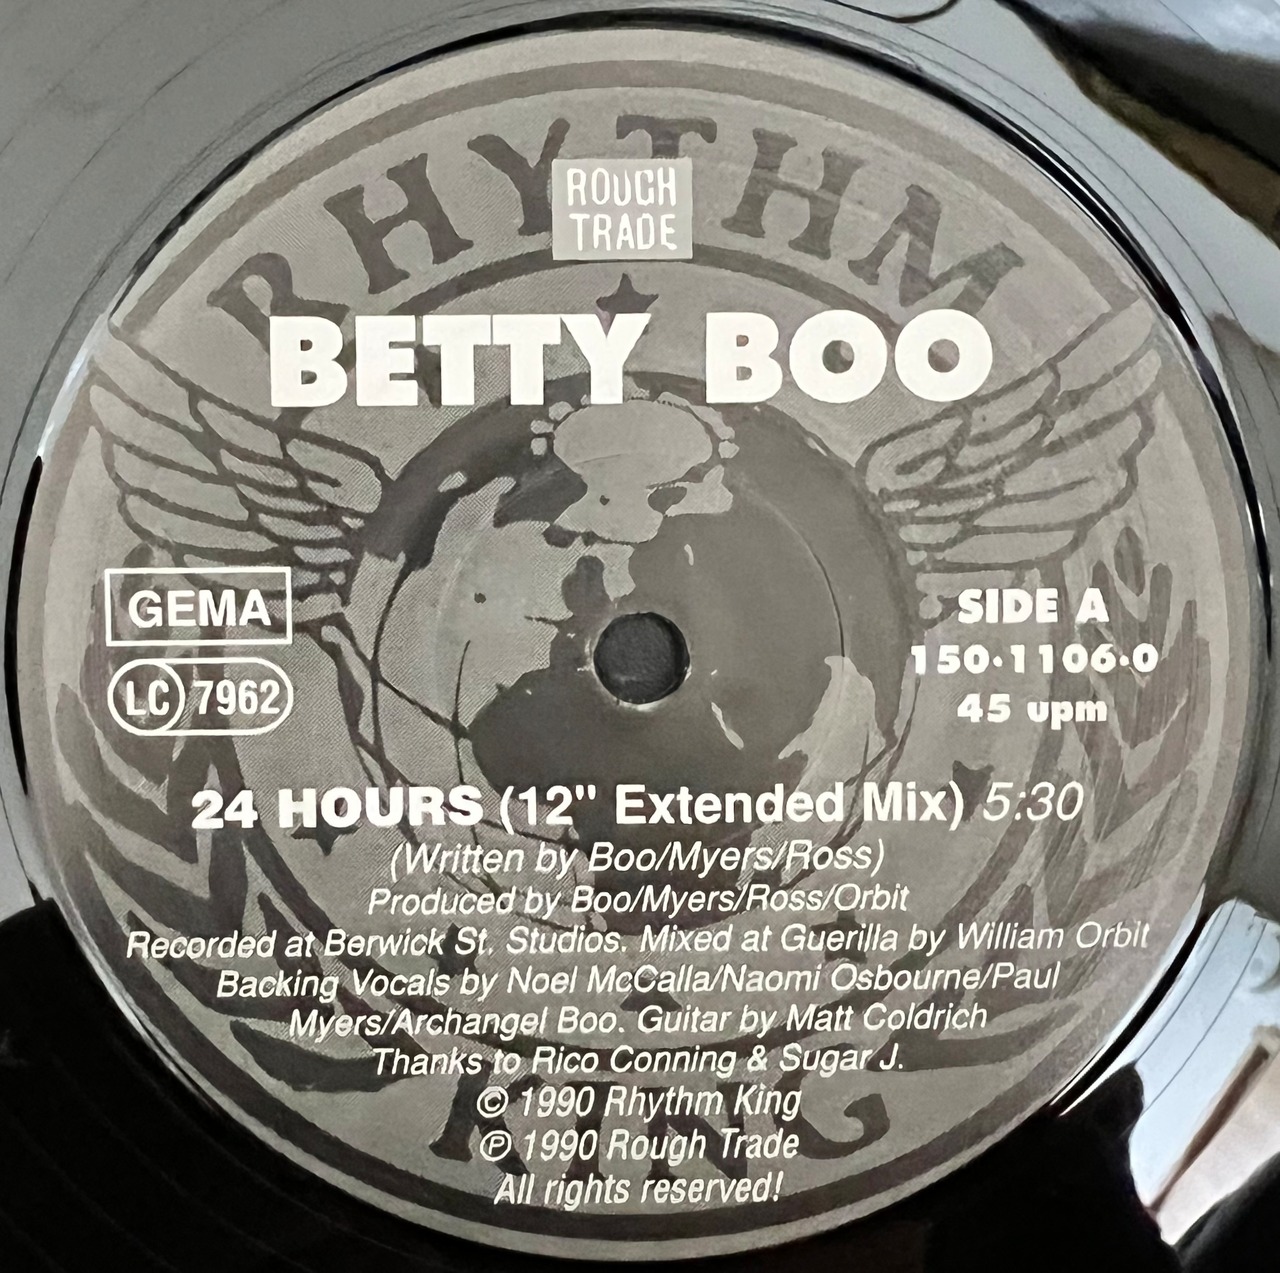 RHYTHM
ROUGH
TRADE
BETTY BOO
GEMA
LC 7962
SIDE A
150·1106·0
45 upm
24 HOURS (12" Extended Mix) 5:30
(Written by Boo/Myers/Ross)
Produced by Boo/Myers/Ross/Orbit
Recorded at Berwick St. Studios. Mixed at Guerilla by William Orbit
Backing Vocals by Noel McCalla/Naomi Osbourne/Paul
Myers/Archangel Boo. Guitar by Matt Coldrich
Thanks to Rico Conning & Sugar J.
© 1990 Rhythm King
℗ 1990 Rough Trade
All rights reserved!
KING